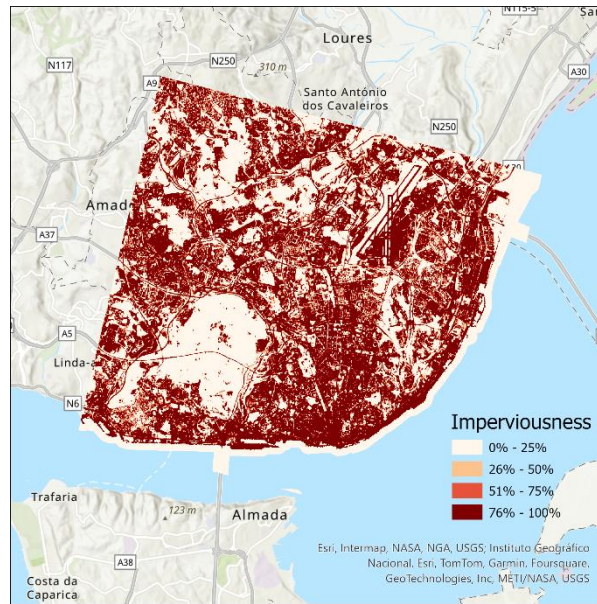 N115-5
Sa
Loures
N117
N250
A9
310 m
A30
Santo António
dos Cavaleiros
N250
A20
Amad
A37
A5
Linda-a
N6
Imperviousness
0% - 25%
26% - 50%
51% - 75%
76% - 100%
Trafaria
123 m
Almada
A38
Costa da
Caparica
Esri, Intermap, NASA, NGA, USGS; Instituto Geográfico
Nacional, Esri, TomTom, Garmin, Foursquare,
GeoTechnologies, Inc, METI/NASA, USGS